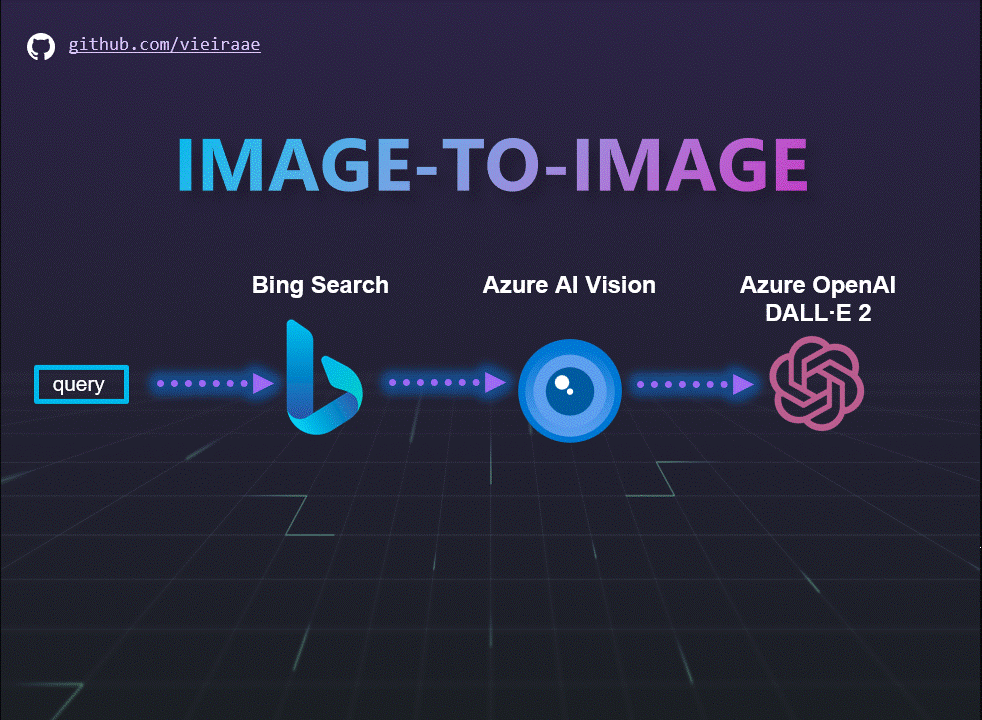 github.com/vieiraae
IMAGE-TO-IMAGE
Bing Search
Azure AI Vision
Azure OpenAI
DALL·E 2
query